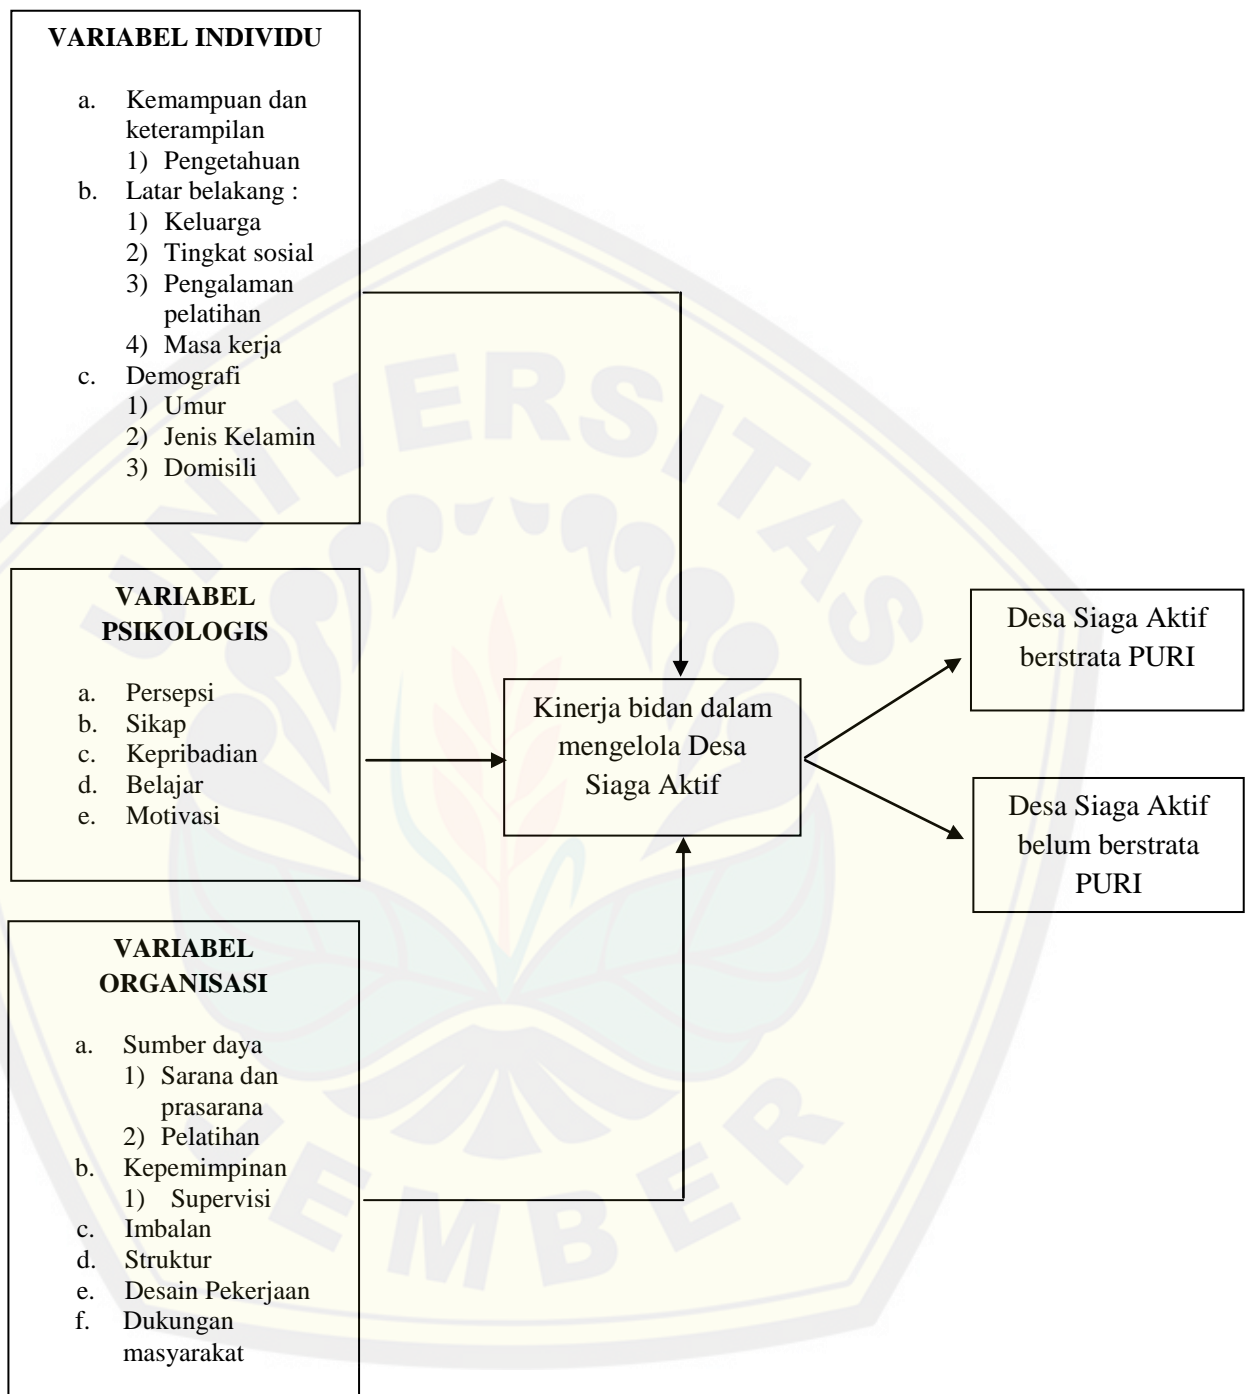 VARIABEL INDIVIDU
a. Kemampuan dan
keterampilan
1) Pengetahuan
b. Latar belakang :
1) Keluarga
2) Tingkat sosial
3) Pengalaman
pelatihan
4) Masa kerja
c. Demografi
1) Umur
2) Jenis Kelamin
3) Domisili
VARIABEL
PSIKOLOGIS
a. Persepsi
b. Sikap
c. Kepribadian
d. Belajar
e. Motivasi
VARIABEL
ORGANISASI
a. Sumber daya
1) Sarana dan
prasarana
2) Pelatihan
b. Kepemimpinan
1) Supervisi
c. Imbalan
d. Struktur
e. Desain Pekerjaan
f. Dukungan
masyarakat
Kinerja bidan dalam
mengelola Desa
Siaga Aktif
Desa Siaga Aktif
berstrata PURI
Desa Siaga Aktif
belum berstrata
PURI
UNIVERSITAS
JEMBER